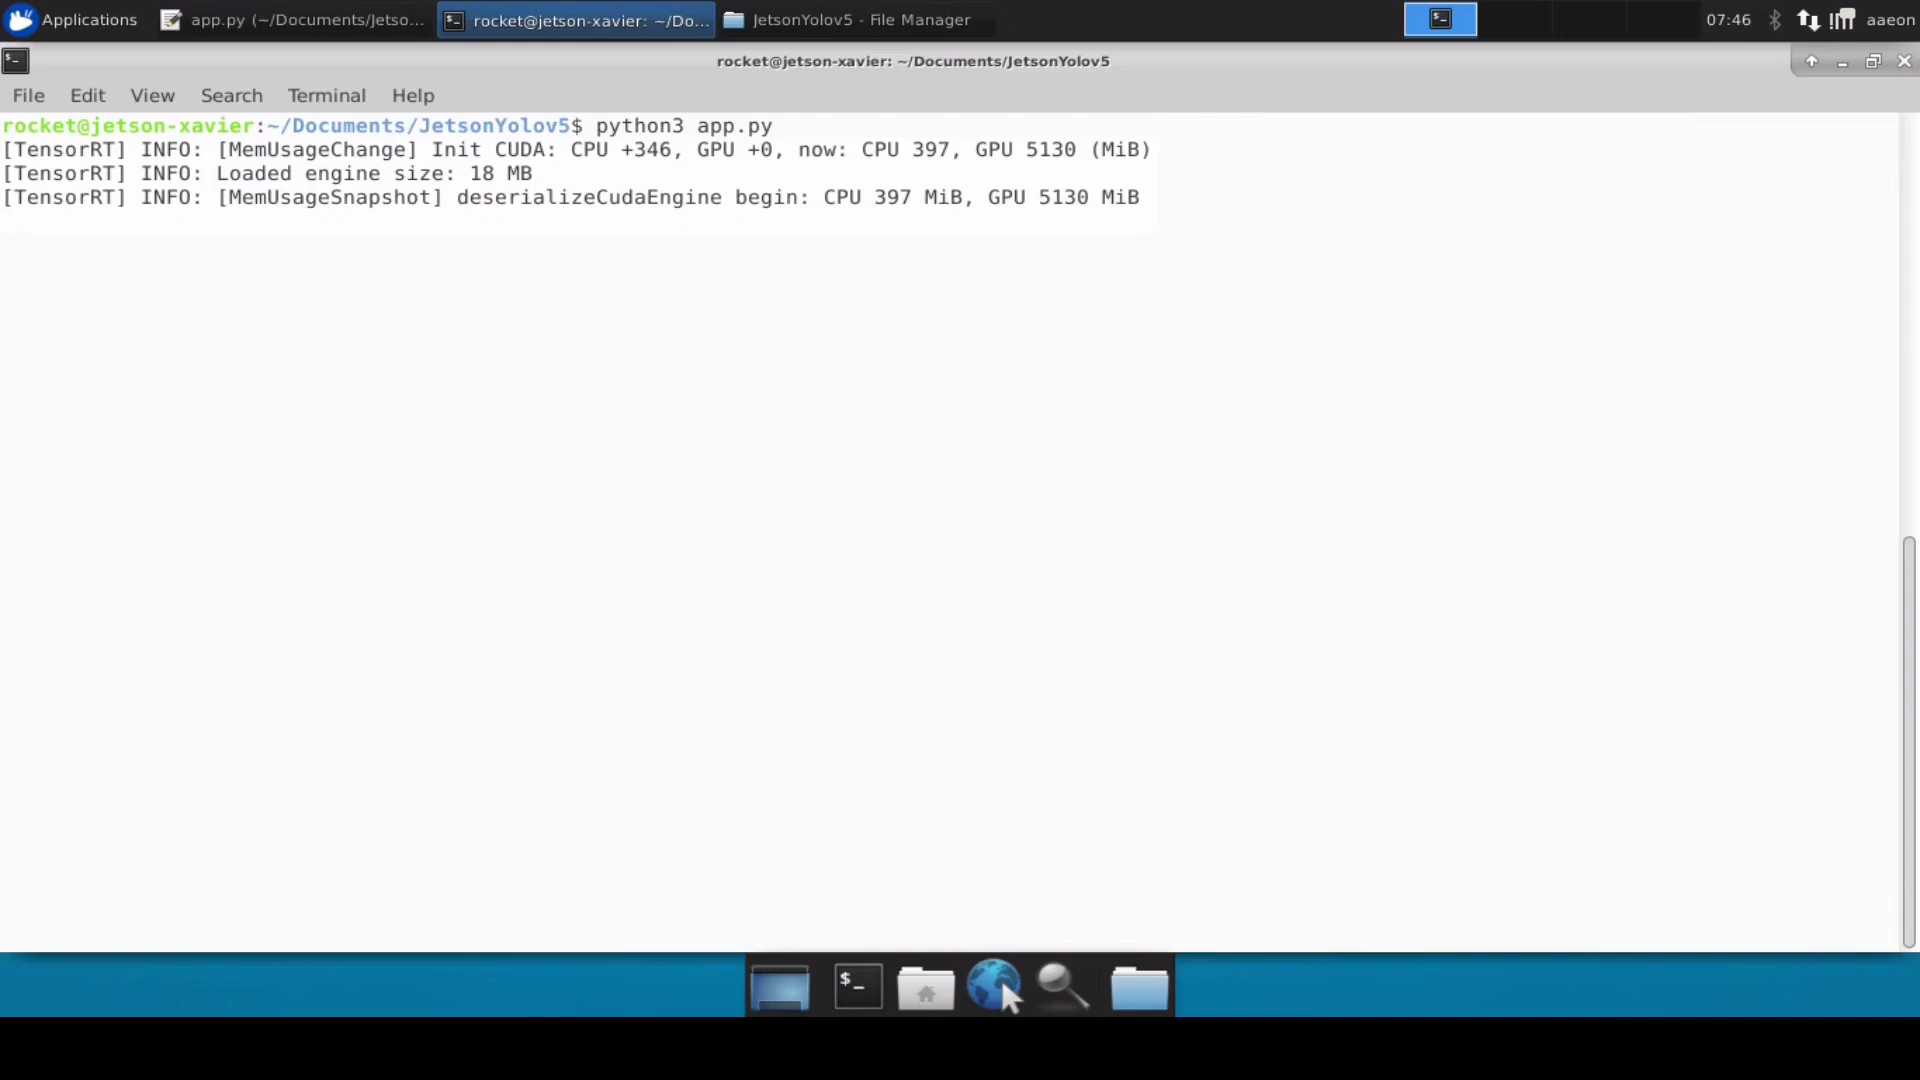 Applications app.py (~/Documents/Jetso... rocket@jetson-xavier: ~/Do... JetsonYolov5 - File Manager 07:46 aaeon
rocket@jetson-xavier: ~/Documents/JetsonYolov5
File Edit View Search Terminal Help
rocket@jetson-xavier:~/Documents/JetsonYolov5$ python3 app.py
[TensorRT] INFO: [MemUsageChange] Init CUDA: CPU +346, GPU +0, now: CPU 397, GPU 5130 (MiB)
[TensorRT] INFO: Loaded engine size: 18 MB
[TensorRT] INFO: [MemUsageSnapshot] deserializeCudaEngine begin: CPU 397 MiB, GPU 5130 MiB
$_